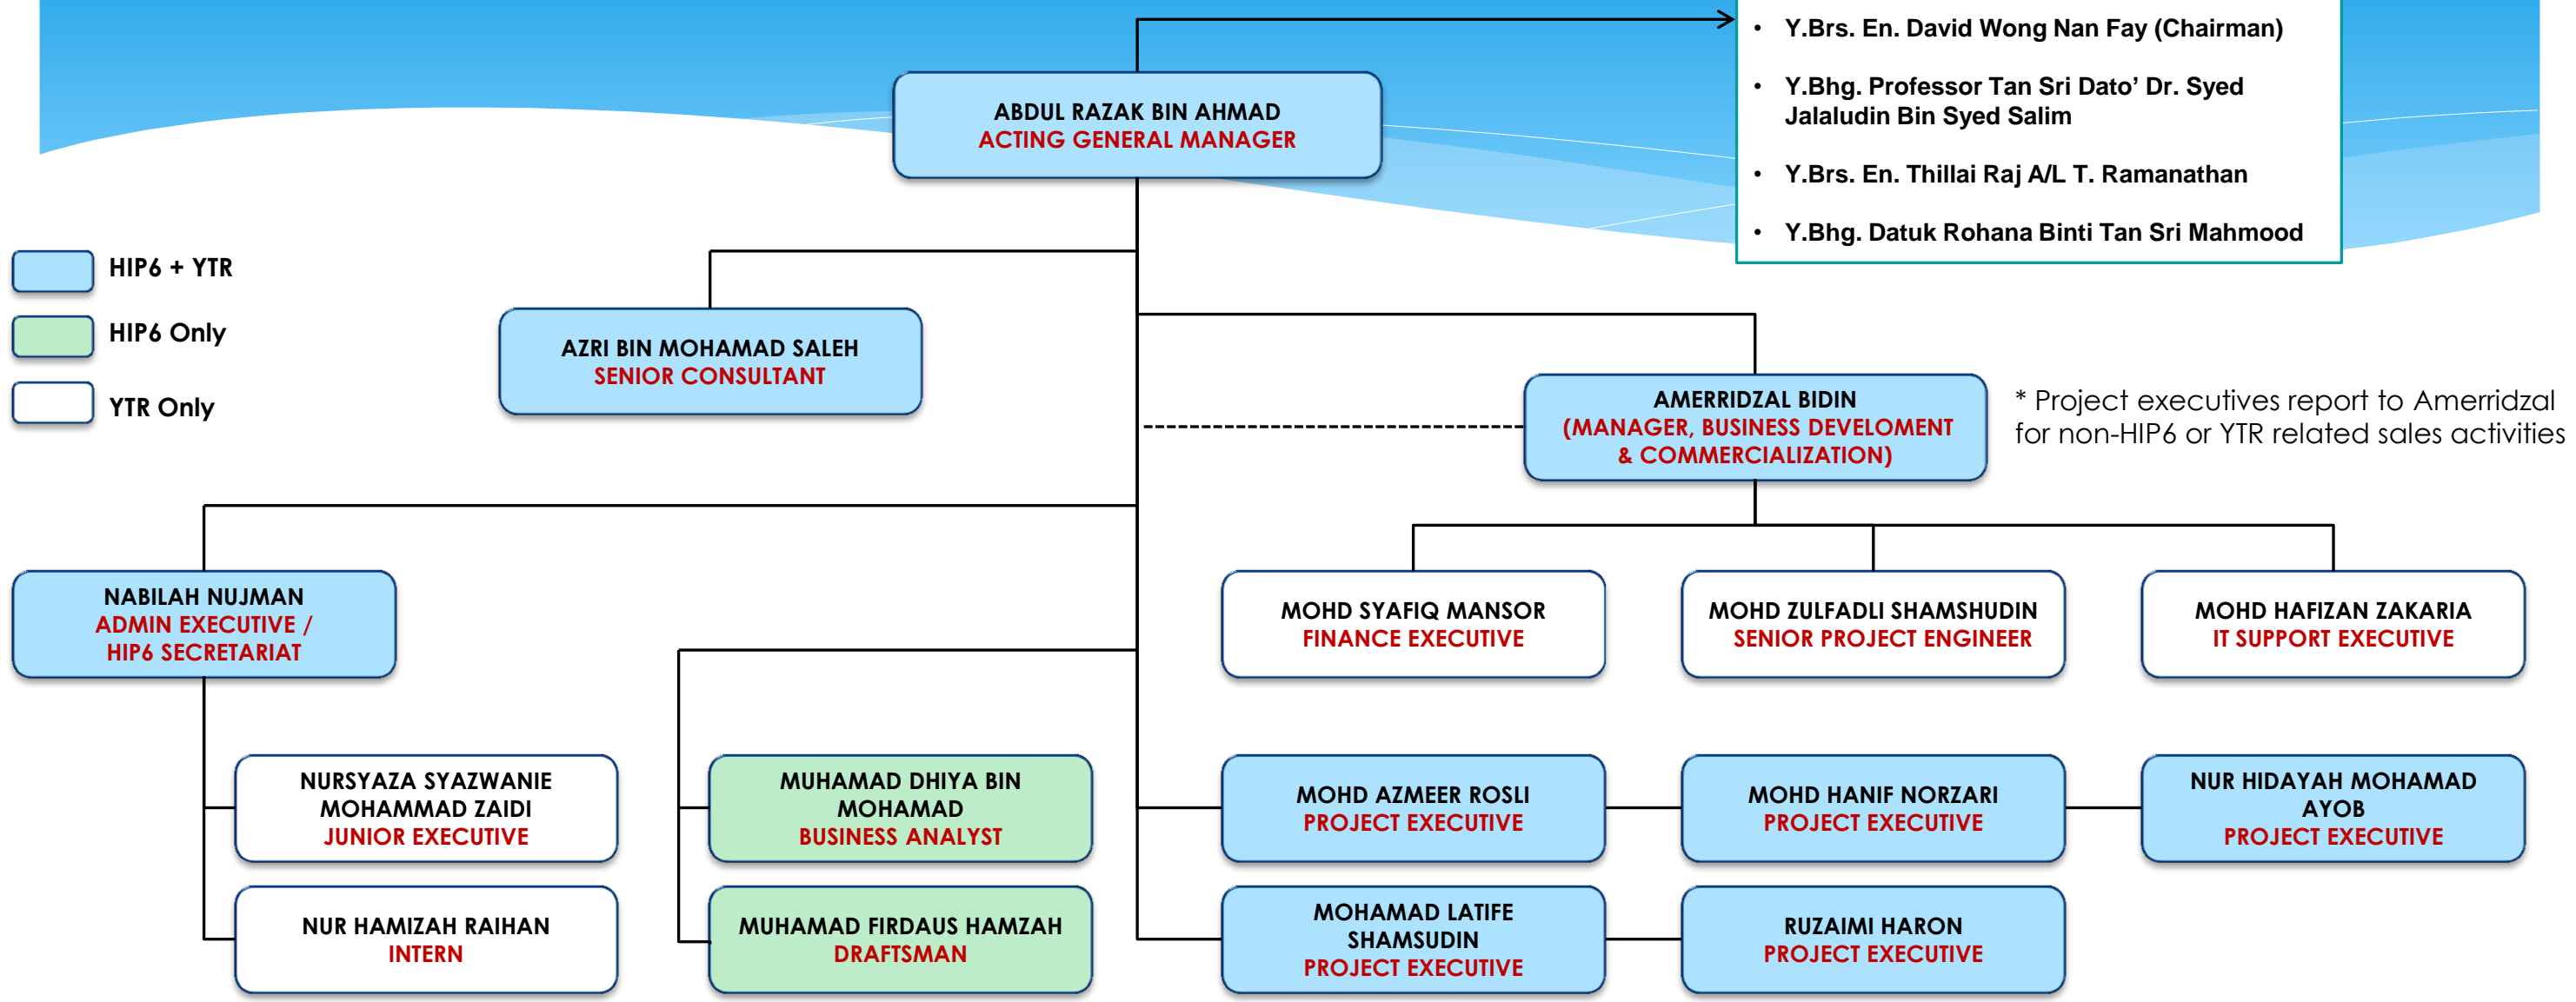 • Y.Brs. En. David Wong Nan Fay (Chairman)
• Y.Bhg. Professor Tan Sri Dato’ Dr. Syed
Jalaludin Bin Syed Salim
• Y.Brs. En. Thillai Raj A/L T. Ramanathan
• Y.Bhg. Datuk Rohana Binti Tan Sri Mahmood
ABDUL RAZAK BIN AHMAD
ACTING GENERAL MANAGER
HIP6 + YTR
HIP6 Only
YTR Only
AZRI BIN MOHAMAD SALEH
SENIOR CONSULTANT
AMERRIDZAL BIDIN
(MANAGER, BUSINESS DEVELOMENT
& COMMERCIALIZATION)
* Project executives report to Amerridzal
for non-HIP6 or YTR related sales activities
NABILAH NUJMAN
ADMIN EXECUTIVE /
HIP6 SECRETARIAT
MOHD SYAFIQ MANSOR
FINANCE EXECUTIVE
MOHD ZULFADLI SHAMSHUDIN
SENIOR PROJECT ENGINEER
MOHD HAFIZAN ZAKARIA
IT SUPPORT EXECUTIVE
NURSYAZA SYAZWANIE
MOHAMMAD ZAIDI
JUNIOR EXECUTIVE
MUHAMAD DHIYA BIN
MOHAMAD
BUSINESS ANALYST
MOHD AZMEER ROSLI
PROJECT EXECUTIVE
MOHD HANIF NORZARI
PROJECT EXECUTIVE
NUR HIDAYAH MOHAMAD
AYOB
PROJECT EXECUTIVE
NUR HAMIZAH RAIHAN
INTERN
MUHAMAD FIRDAUS HAMZAH
DRAFTSMAN
MOHAMAD LATIFE
SHAMSUDIN
PROJECT EXECUTIVE
RUZAIMI HARON
PROJECT EXECUTIVE